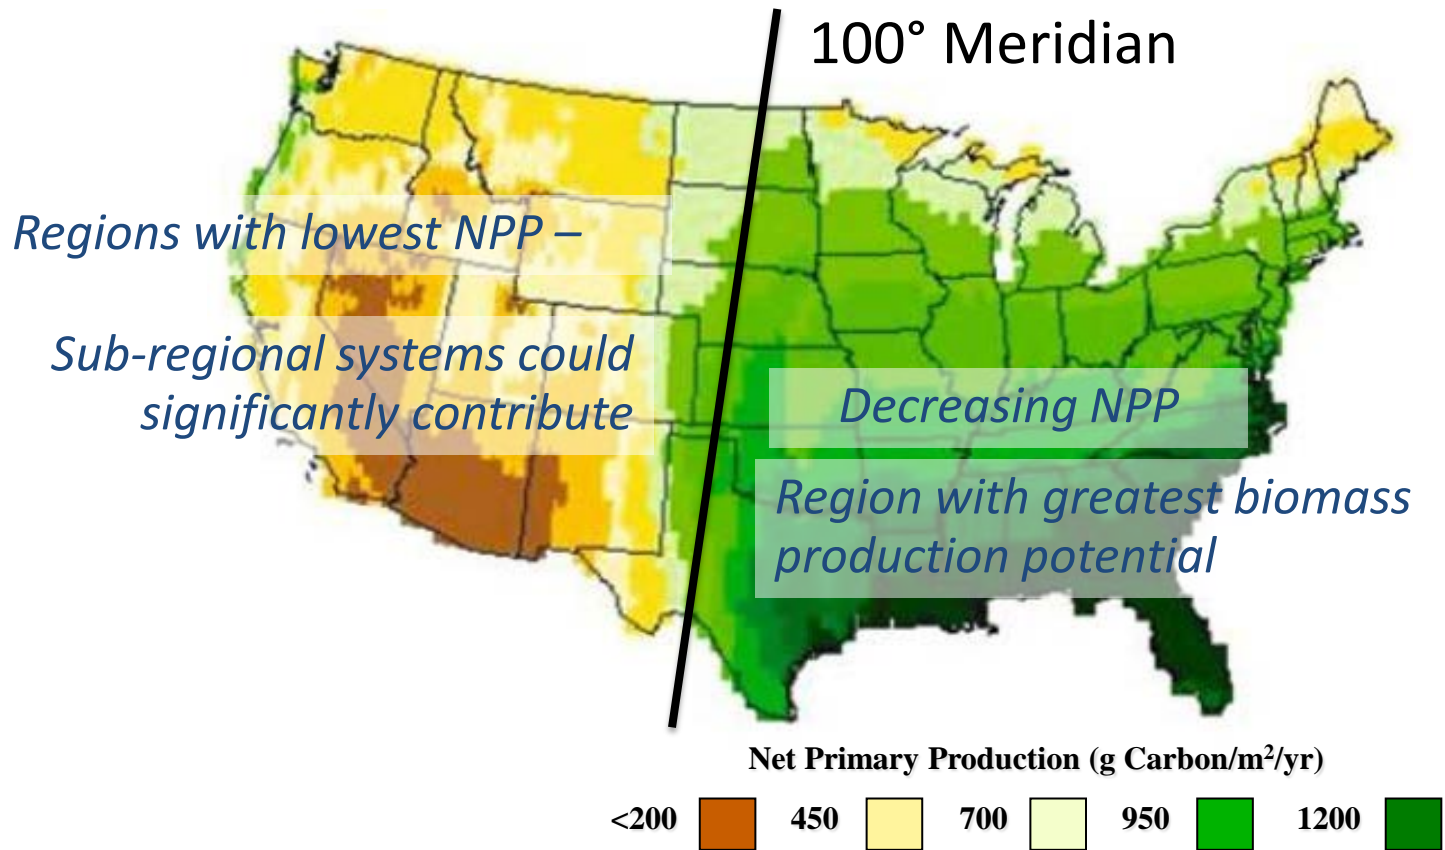 100° Meridian
Regions with lowest NPP –
Sub-regional systems could
significantly contribute
Decreasing NPP
Region with greatest biomass
production potential
Net Primary Production (g Carbon/m²/yr)
<200 450 700 950 1200